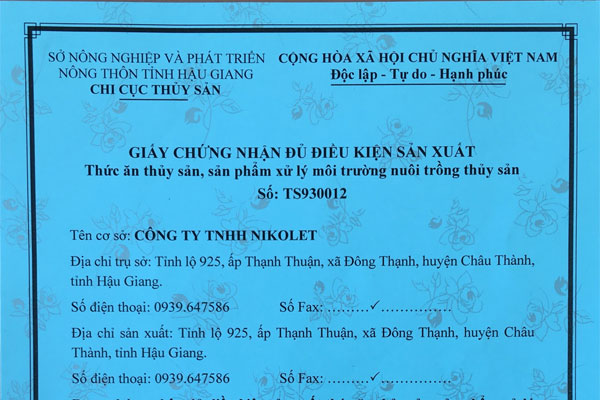 SỞ NÔNG NGHIỆP VÀ PHÁT TRIỂN
NÔNG THÔN TỈNH HẬU GIANG
CHI CỤC THỦY SẢN
CỘNG HÒA XÃ HỘI CHỦ NGHĨA VIỆT NAM
Độc lập - Tự do - Hạnh phúc
GIẤY CHỨNG NHẬN ĐỦ ĐIỀU KIỆN SẢN XUẤT
Thức ăn thủy sản, sản phẩm xử lý môi trường nuôi trồng thủy sản
Số: TS930012
Tên cơ sở: CÔNG TY TNHH NIKOLET
Địa chỉ trụ sở: Tỉnh lộ 925, ấp Thạnh Thuận, xã Đông Thạnh, huyện Châu Thành,
tỉnh Hậu Giang.
Số điện thoại: 0939.647586 Số Fax: ........✓...............
Địa chỉ sản xuất: Tỉnh lộ 925, ấp Thạnh Thuận, xã Đông Thạnh, huyện Châu
Thành, tỉnh Hậu Giang.
Số điện thoại: 0939.647586 Số Fax: ........✓...............